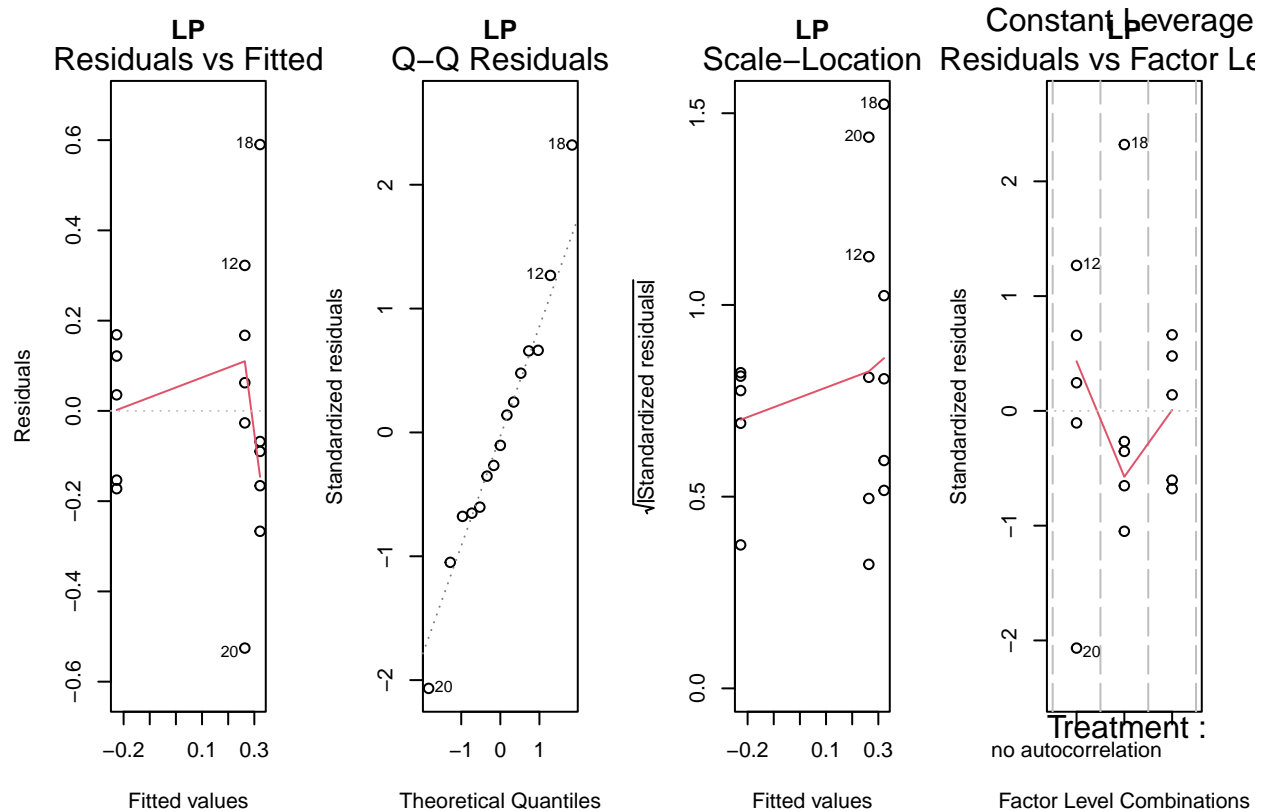 LP
Residuals vs Fitted
Residuals
0.6
0.4
0.2
0.0
−0.2
−0.4
−0.6
18
12
20
−0.2 0.1 0.3
Fitted values
LP
Q−Q Residuals
Standardized residuals
2
1
0
−1
−2
18
12
20
−1 0 1
Theoretical Quantiles
LP
Scale−Location
√|Standardized residuals|
1.5
1.0
0.5
0.0
18
20
12
−0.2 0.1 0.3
Fitted values
Constant Leverage
LP
Residuals vs Factor Le
Standardized residuals
2
1
0
−1
−2
18
12
20
Treatment :
no autocorrelation
Factor Level Combinations